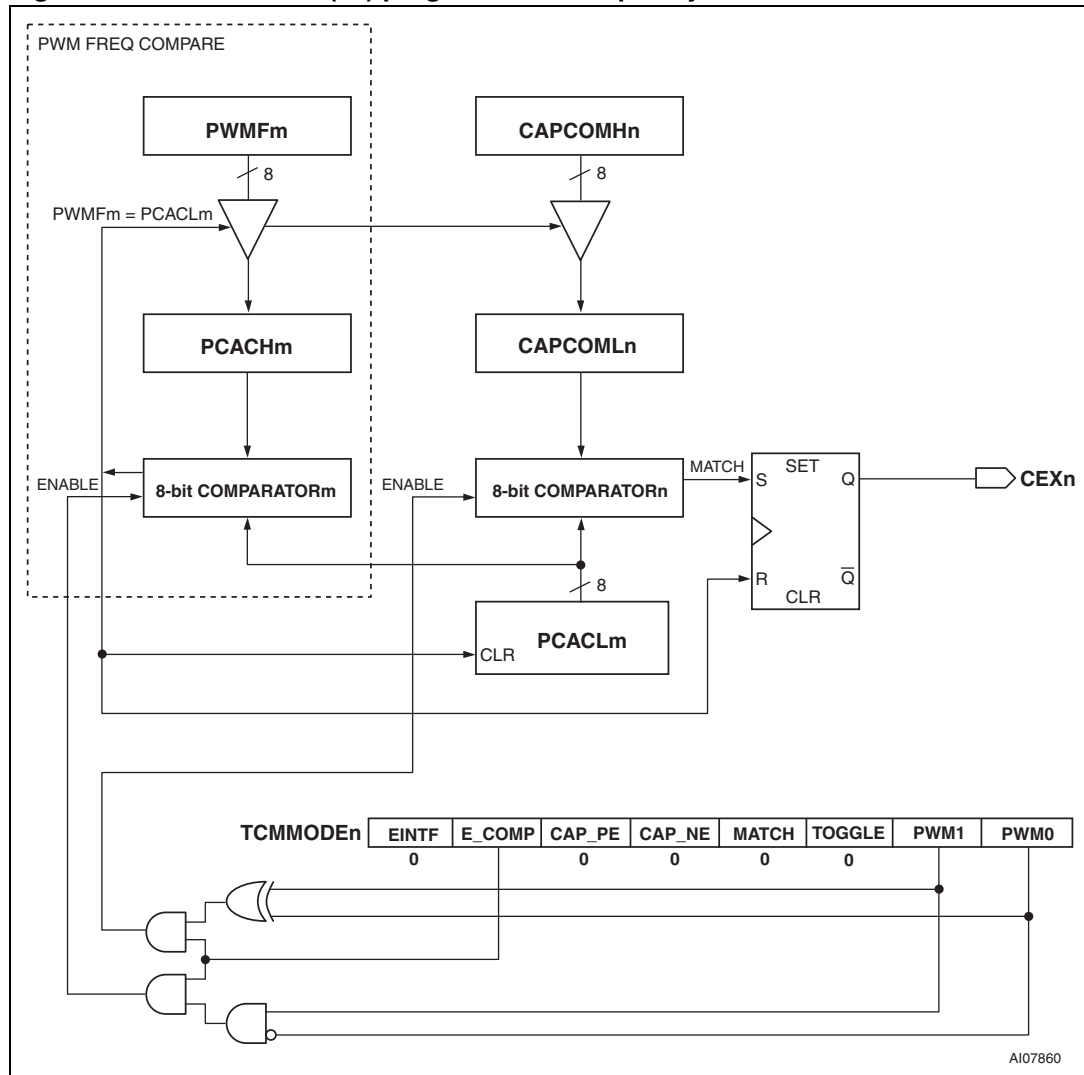 PWM FREQ COMPARE
PWMFm
CAPCOMHn
8
8
PWMFm = PCACLm
PCACHm
CAPCOMLn
ENABLE
8-bit COMPARATORm
ENABLE
8-bit COMPARATORn
MATCH
SET
S
Q
CEXn
R
Q
CLR
8
PCACLm
CLR
TCMMODEn
EINTF E_COMP CAP_PE CAP_NE MATCH TOGGLE PWM1 PWM0
0 0 0 0 0
AI07860